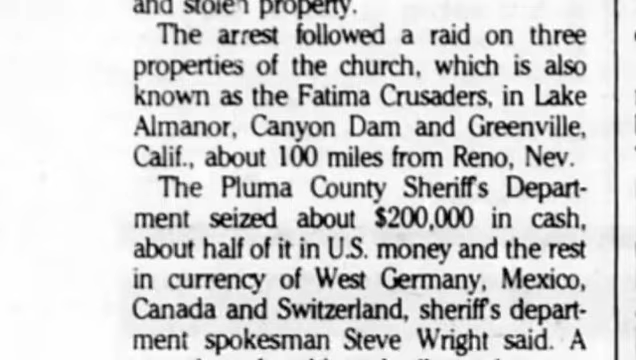 and stolen property.
The arrest followed a raid on three
properties of the church, which is also
known as the Fatima Crusaders, in Lake
Almanor, Canyon Dam and Greenville,
Calif., about 100 miles from Reno, Nev.
The Pluma County Sheriff's Depart-
ment seized about $200,000 in cash,
about half of it in U.S. money and the rest
in currency of West Germany, Mexico,
Canada and Switzerland, sheriff's depart-
ment spokesman Steve Wright said. A